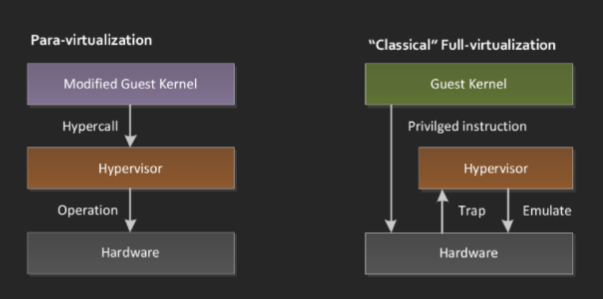 Para-virtualization
Modified Guest Kernel
Hypercall
Hypervisor
Operation
Hardware
"Classical" Full-virtualization
Guest Kernel
Privilged instruction
Hypervisor
Trap
Emulate
Hardware